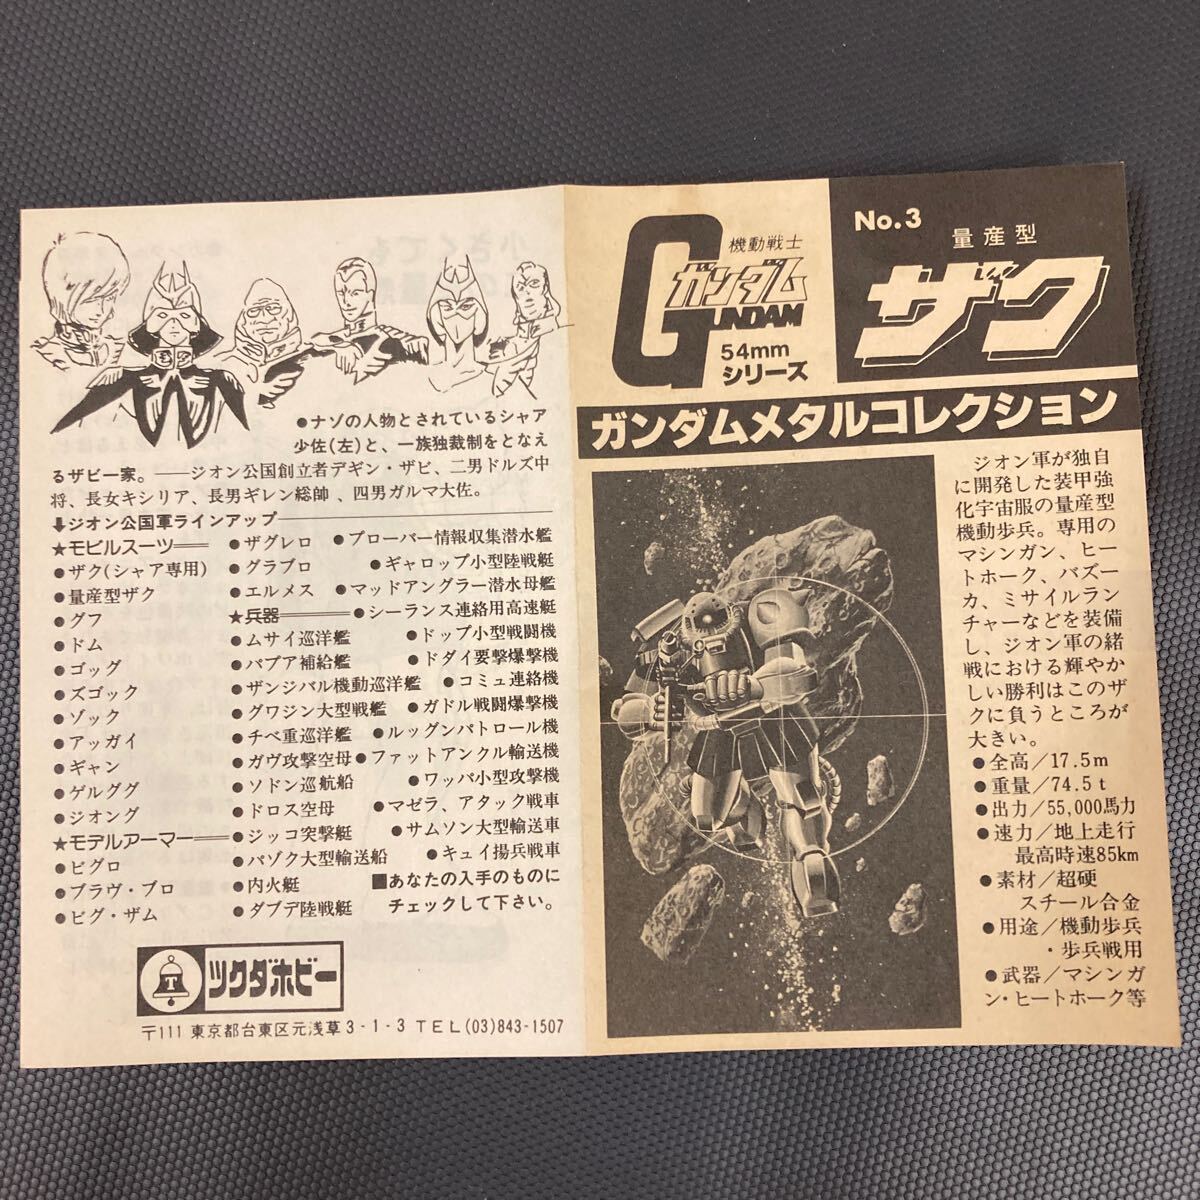 ●ナゾの人物とされているシャア
少佐(左)と、一族独裁制をとなえ
るザビー家。——ジオン公国創立者デギン・ザビ、二男ドルズ中
将、長女キシリア、長男ギレン総帥、四男ガルマ大佐。
⬇ジオン公国軍ラインアップ
★モビルスーツ
●ザク(シャア専用)
●量産型ザク
●グフ
●ドム
●ゴッグ
●ズゴック
●ゾック
●アッガイ
●ギャン
●ゲルググ
●ジオング
★モデルアーマー
●ビグロ
●ブラヴ・ブロ
●ビグ・ザム
●ザグレロ
●グラブロ
●エルメス
★兵器
●ムサイ巡洋艦
●パプア補給艦
●ザンジバル機動巡洋艦
●グワジン大型戦艦
●チベ重巡洋艦
●ガヴ攻撃空母
●ソドン巡航船
●ドロス空母
●ジッコ突撃艇
●パゾク大型輸送船
●内火艇
●ダブデ陸戦艇
●プローバー情報収集潜水艦
●ギャロップ小型陸戦艇
●マッドアングラー潜水母艦
●シーランス連絡用高速艇
●ドップ小型戦闘機
●ドダイ要撃爆撃機
●コミュ連絡機
●ガドル戦闘爆撃機
●ルッグンパトロール機
●ファットアンクル輸送機
●ワッパ小型攻撃機
●マゼラ、アタック戦車
●サムソン大型輸送車
●キュイ揚兵戦車
■あなたの入手のものに
チェックして下さい。
T
ツクダホビー
〒111 東京都台東区元浅草3-1-3 TEL(03)843-1507
機動戦士
ガンダム
GUNDAM
54mm
シリーズ
No.3
量産型
ザク
ガンダムメタルコレクション
ジオン軍が独自
に開発した装甲強
化宇宙服の量産型
機動歩兵。専用の
マシンガン、ヒー
トホーク、バズー
カ、ミサイルラン
チャーなどを装備
し、ジオン軍の緒
戦における輝やか
しい勝利はこのザ
クに負うところが
大きい。
●全高/17.5m
●重量/74.5t
●出力/55,000馬力
●速力/地上走行
最高時速85km
●素材/超硬
スチール合金
●用途/機動歩兵
・歩兵戦用
●武器/マシンガ
ン・ヒートホーク等